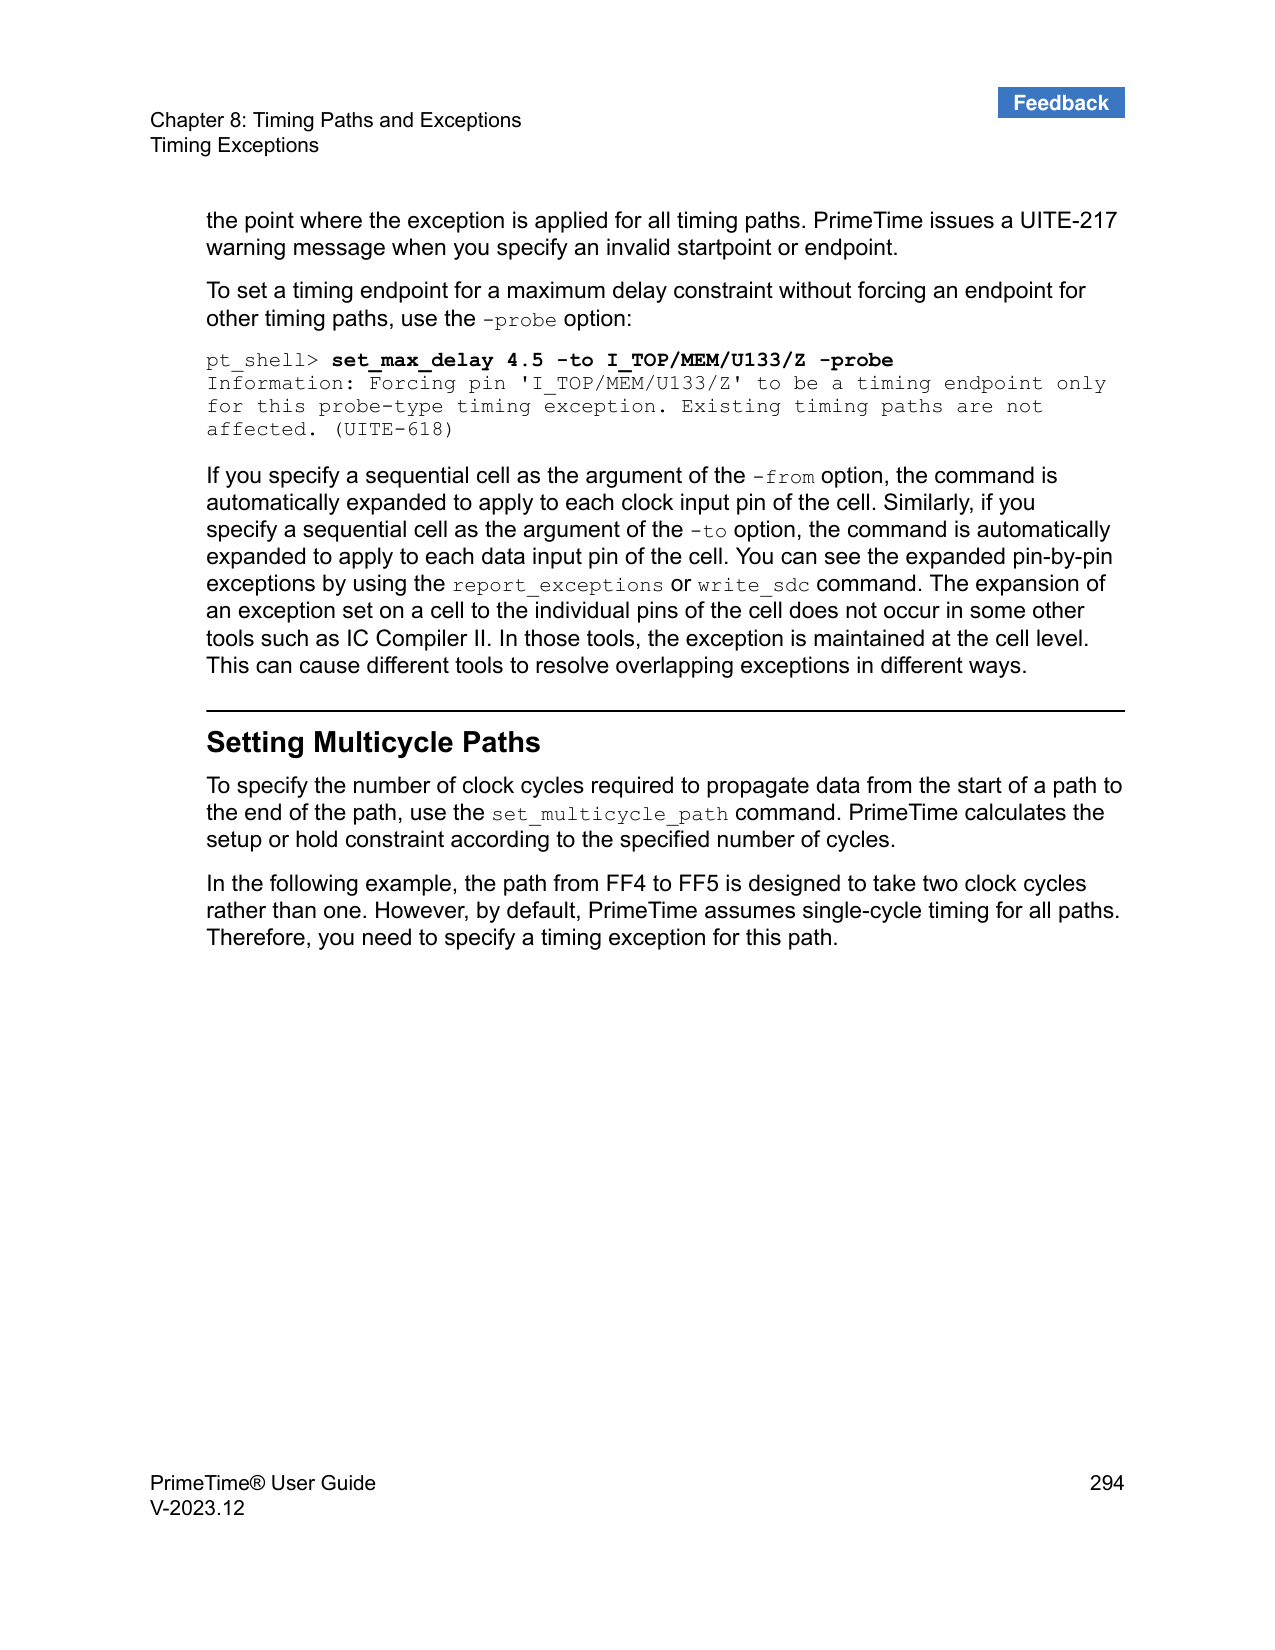 Feedback
Chapter 8: Timing Paths and Exceptions
Timing Exceptions
the point where the exception is applied for all timing paths. PrimeTime issues a UITE-217
warning message when you specify an invalid startpoint or endpoint.
To set a timing endpoint for a maximum delay constraint without forcing an endpoint for
other timing paths, use the -probe option:
pt_shell> set_max_delay 4.5 -to I_TOP/MEM/U133/Z -probe
Information: Forcing pin 'I_TOP/MEM/U133/Z' to be a timing endpoint only
for this probe-type timing exception. Existing timing paths are not
affected. (UITE-618)
If you specify a sequential cell as the argument of the -from option, the command is
automatically expanded to apply to each clock input pin of the cell. Similarly, if you
specify a sequential cell as the argument of the -to option, the command is automatically
expanded to apply to each data input pin of the cell. You can see the expanded pin-by-pin
exceptions by using the report_exceptions or write_sdc command. The expansion of
an exception set on a cell to the individual pins of the cell does not occur in some other
tools such as IC Compiler II. In those tools, the exception is maintained at the cell level.
This can cause different tools to resolve overlapping exceptions in different ways.
Setting Multicycle Paths
To specify the number of clock cycles required to propagate data from the start of a path to
the end of the path, use the set_multicycle_path command. PrimeTime calculates the
setup or hold constraint according to the specified number of cycles.
In the following example, the path from FF4 to FF5 is designed to take two clock cycles
rather than one. However, by default, PrimeTime assumes single-cycle timing for all paths.
Therefore, you need to specify a timing exception for this path.
PrimeTime® User Guide 294
V-2023.12